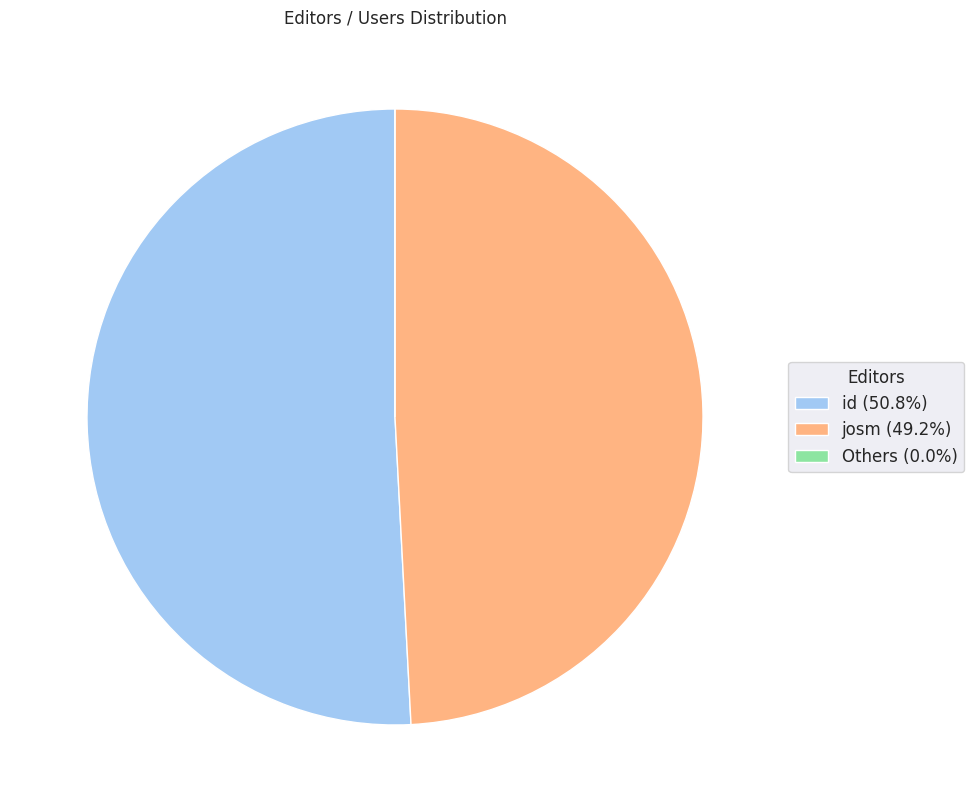 Editors / Users Distribution
Editors
id (50.8%)
josm (49.2%)
Others (0.0%)